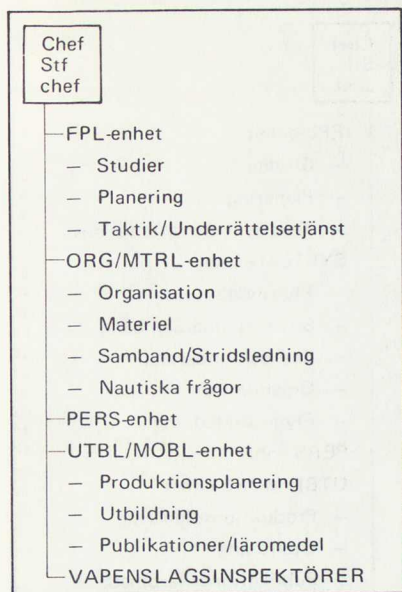 Chef
Stf
chef
FPL-enhet
– Studier
– Planering
Taktik/Underrättelsetjänst
ORG/MTRL-enhet
– Organisation
– Materiel
– Samband/Stridsledning
– Nautiska frågor
PERS-enhet
UTBL/MOBL-enhet
– Produktionsplanering
– Utbildning
– Publikationer/läromedel
VAPENSLAGSINSPEKTÖRER